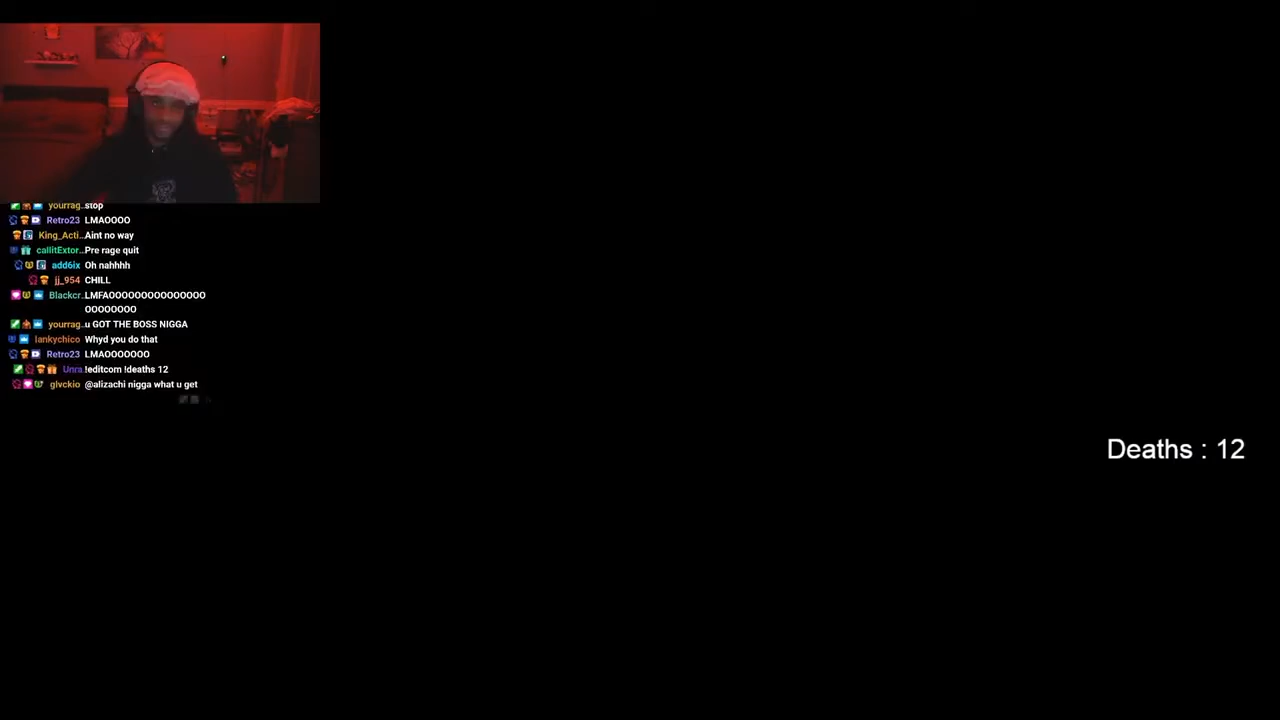 yourrag.. stop
Retro23 LMAOOOO
King_Acti.. Aint no way
callitExtor.. Pre rage quit
add6ix Oh nahhhh
jj_954 CHILL
Blackcr.. LMFAOOOOOOOOOOOOOOO
OOOOOOOO
yourrag.. u GOT THE BOSS NIGGA
lankychico Whyd you do that
Retro23 LMAOOOOOOO
Unra !editcom !deaths 12
glvckio @alizachi nigga what u get
Deaths : 12